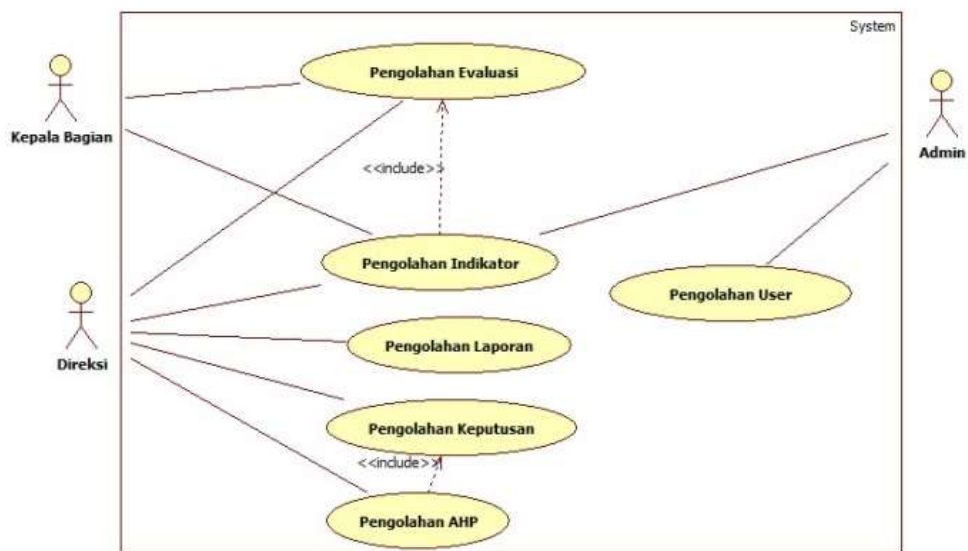 System
Pengolahan Evaluasi
Kepala Bagian
Admin
<<include>>
Pengolahan Indikator
Pengolahan User
Pengolahan Laporan
Direksi
Pengolahan Keputusan
<<include>>
Pengolahan AHP